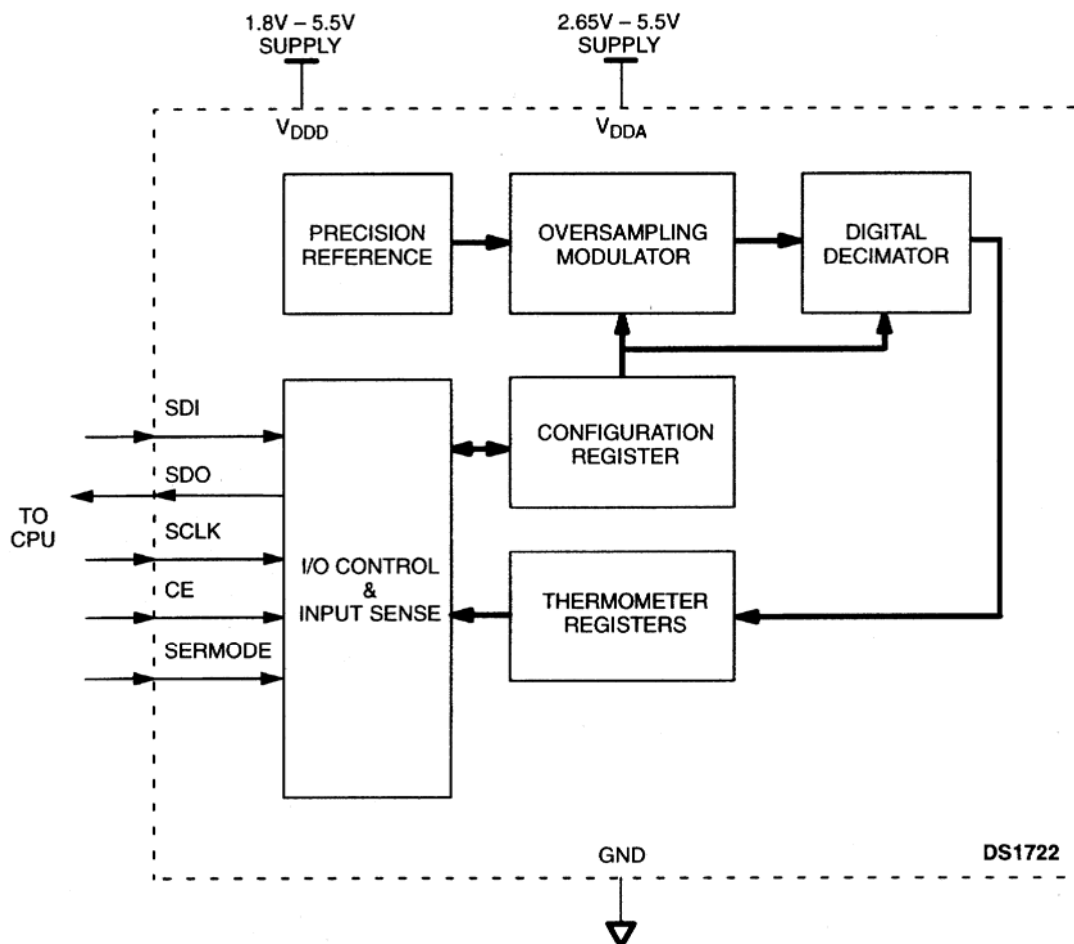 1.8V – 5.5V
SUPPLY
2.65V – 5.5V
SUPPLY
VDDD
VDDA
PRECISION
REFERENCE
OVERSAMPLING
MODULATOR
DIGITAL
DECIMATOR
SDI
SDO
TO
CPU
SCLK
CE
SERMODE
I/O CONTROL
&
INPUT SENSE
CONFIGURATION
REGISTER
THERMOMETER
REGISTERS
GND
DS1722